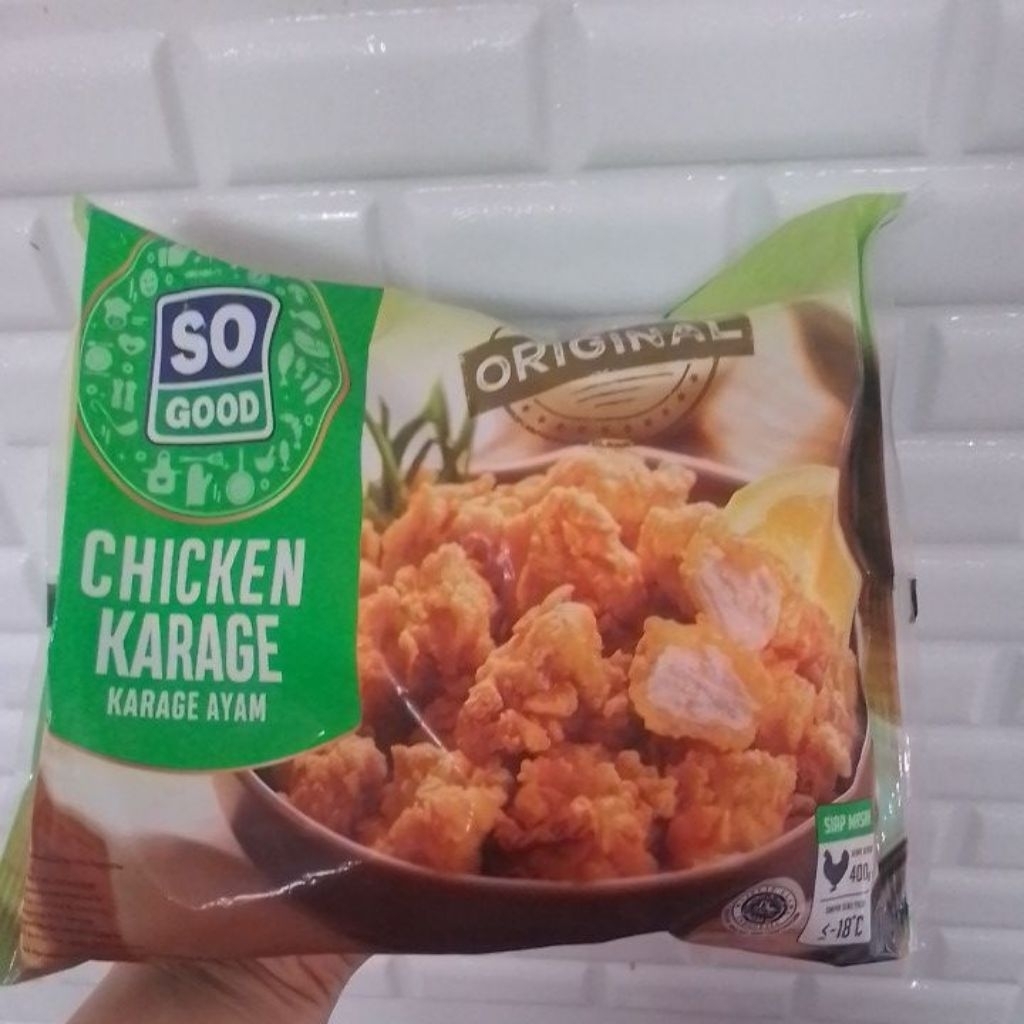 SO
GOOD
CHICKEN
KARAGE
KARAGE AYAM
ORIGINAL
SIAP MASAK
400g
≤-18°C